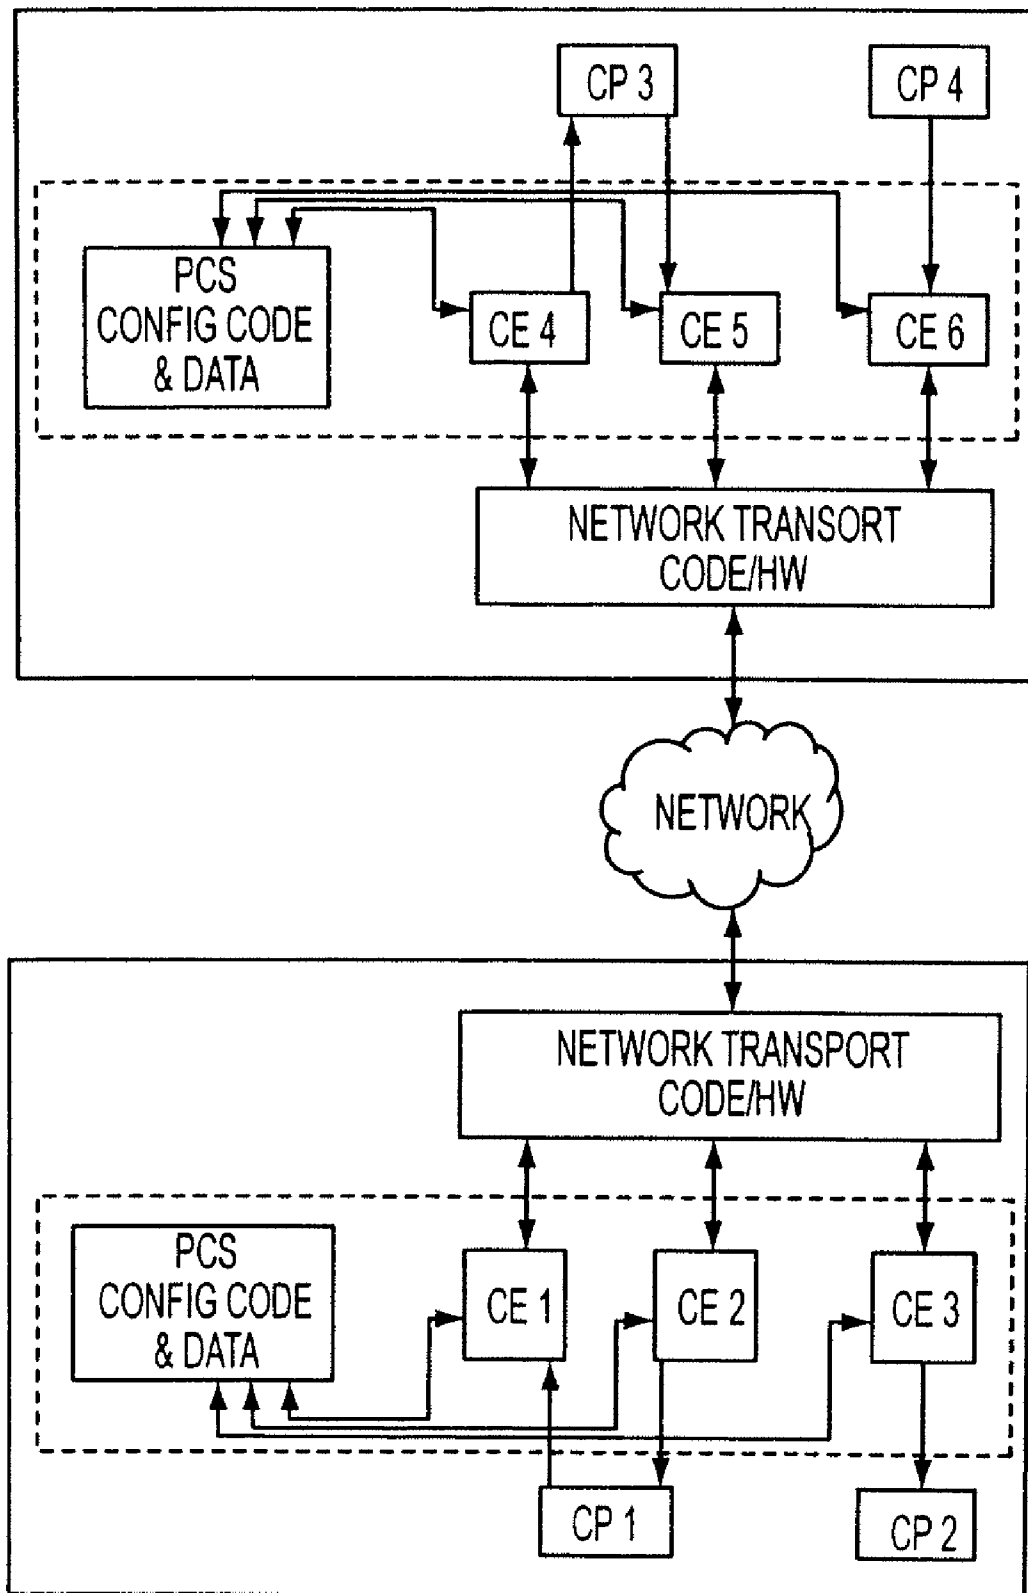 CP 3
CP 4
PCS
CONFIG CODE
& DATA
CE 4
CE 5
CE 6
NETWORK TRANSORT
CODE/HW
NETWORK
NETWORK TRANSPORT
CODE/HW
PCS
CONFIG CODE
& DATA
CE 1
CE 2
CE 3
CP 1
CP 2